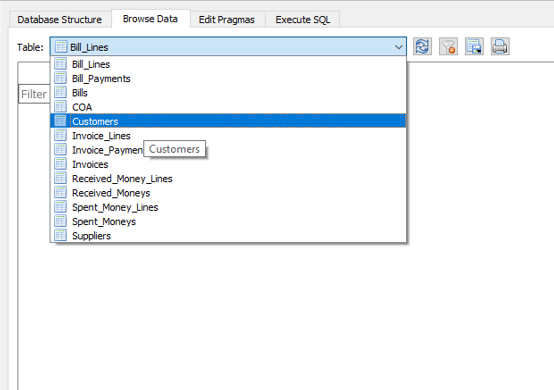 Database Structure Browse Data Edit Pragmas Execute SQL
Table: Bill_Lines
Bill_Lines
Filter Bill_Payments
Bills
COA
Customers
Invoice_Lines
Invoice_Paymen Customers
Invoices
Received_Money_Lines
Received_Moneys
Spent_Money_Lines
Spent_Moneys
Suppliers